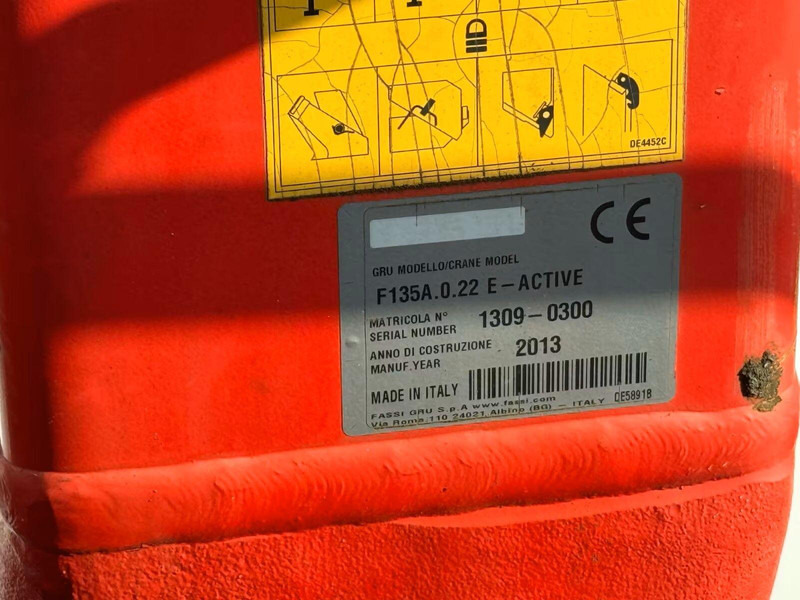 DE4452C
CE
GRU MODELLO/CRANE MODEL
F135A.0.22 E-ACTIVE
MATRICOLA N°
SERIAL NUMBER
1309-0300
ANNO DI COSTRUZIONE
MANUF.YEAR
2013
MADE IN ITALY
DE5891B
FASSI GRU S.p.A www.fassi.com
Via Roma,110 24021 Albino (BG) - ITALY